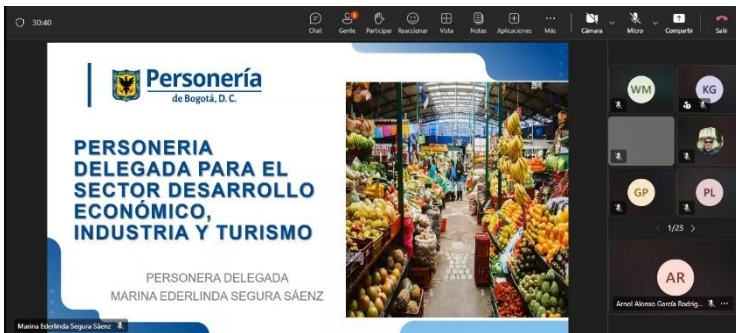 30:40
Chat
Gente
Participar
Reaccionar
Vista
Notas
Aplicaciones
Más
Cámara
Micro
Compartir
Salir
Personería
de Bogotá, D. C.
PERSONERIA
DELEGADA PARA EL
SECTOR DESARROLLO
ECONÓMICO,
INDUSTRIA Y TURISMO
PERSONERA DELEGADA
MARINA EDERLINDA SEGURA SÁENZ
Marina Ederlinda Segura Sáenz
WM
KG
GP
PL
1/23
AR
Arnol Alonso García Rodríg...